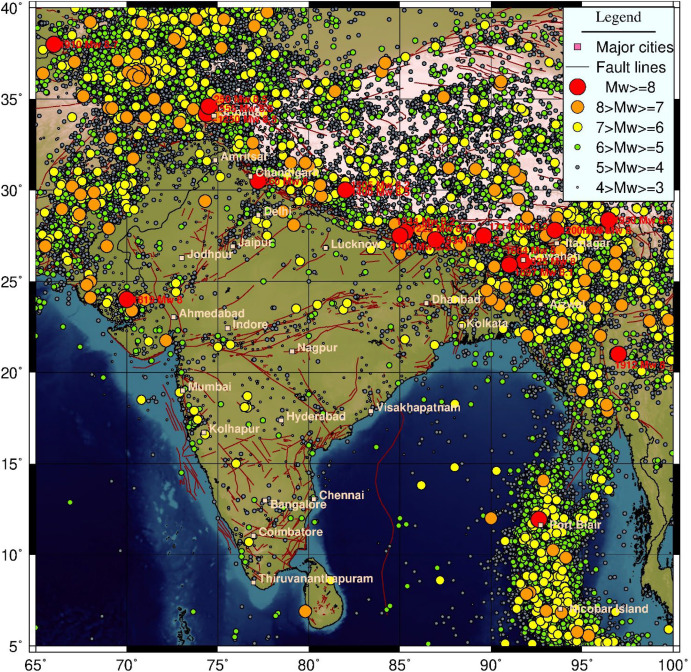 40°
35°
30°
25°
20°
15°
10°
5°
65°
70°
75°
80°
85°
90°
95°
100°
Legend
Major cities
Fault lines
Mw>=8
8>Mw>=7
7>Mw>=6
6>Mw>=5
5>Mw>=4
4>Mw>=3
Amritsar
Chandigarh
Delhi
Jaipur
Lucknow
Jodhpur
Itanagar
Ahmedabad
Indore
Dhanbad
Kolkata
Nagpur
Mumbai
Hyderabad
Visakhapatnam
Kolhapur
Chennai
Bangalore
Coimbatore
Port Blair
Thiruvananthapuram
Nicobar Island